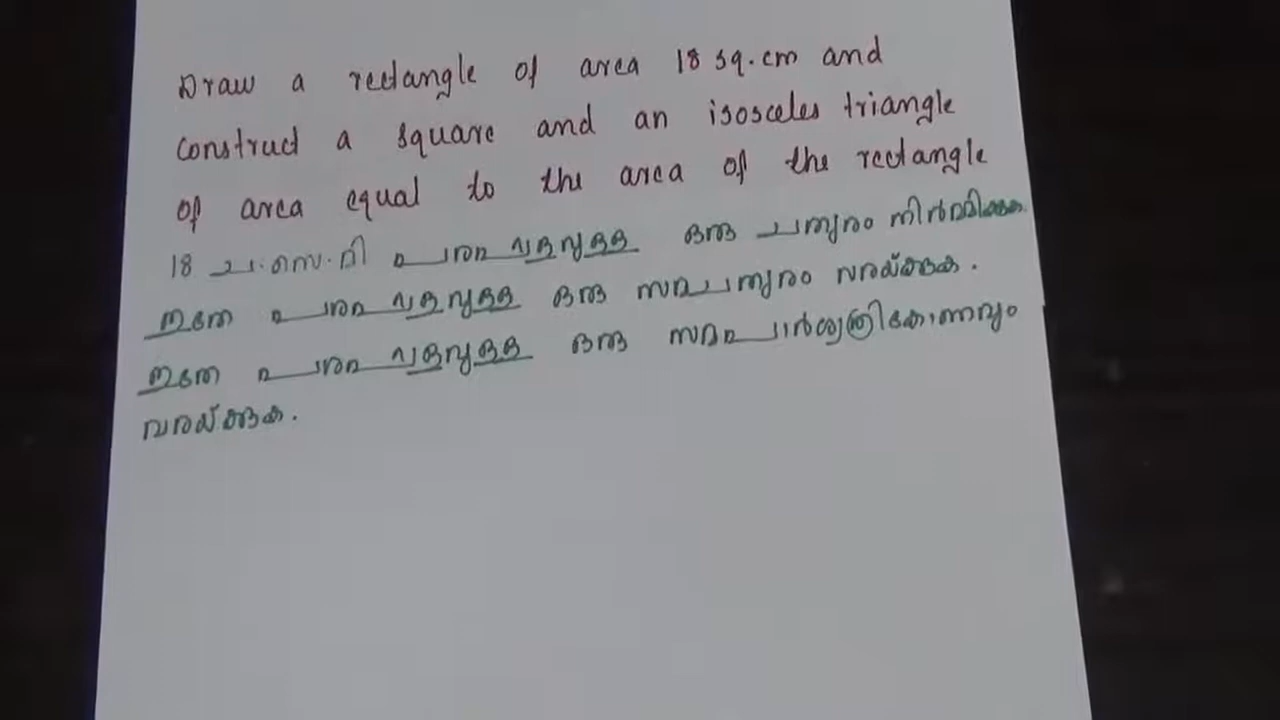 Draw a rectangle of area 18 sq.cm and
construct a square and an isosceles triangle
of area equal to the area of the rectangle
18 ച.സെ.മി പരപ്പളവുള്ള ഒരു ചതുരം നിർമ്മിക്കുക
ഇതേ പരപ്പളവുള്ള ഒരു സമചതുരം വരയ്ക്കുക.
ഇതേ പരപ്പളവുള്ള ഒരു സമപാർശ്വത്രികോണവും
വരയ്ക്കുക.